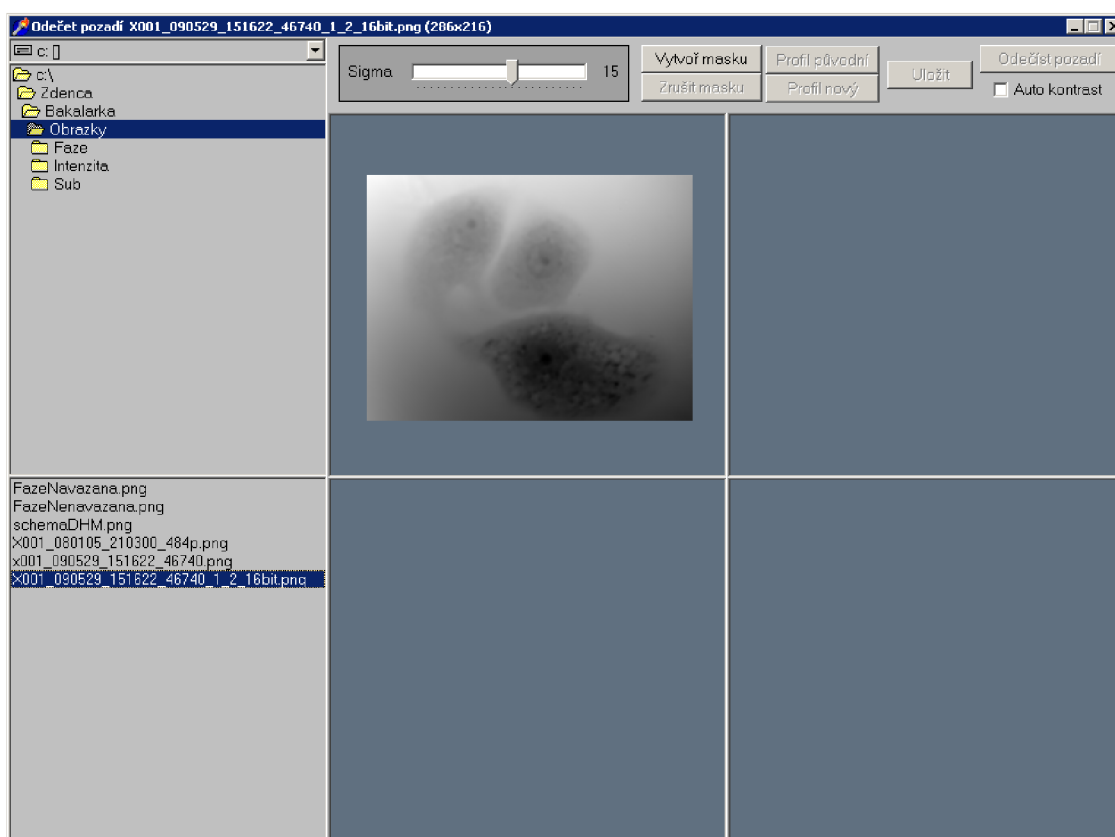 Odečet pozadí X001_090529_151622_46740_1_2_16bit.png (286x216)
c: []
c:\
Zdenca
Bakalarka
Obrazky
Faze
Intenzita
Sub
Sigma 15
Vytvoř masku
Zrušit masku
Profil původní
Profil nový
Uložit
Odečíst pozadí
Auto kontrast
FazeNavazana.png
FazeNenavazana.png
schemaDHM.png
X001_080105_210300_484p.png
x001_090529_151622_46740.png
X001_090529_151622_46740_1_2_16bit.png